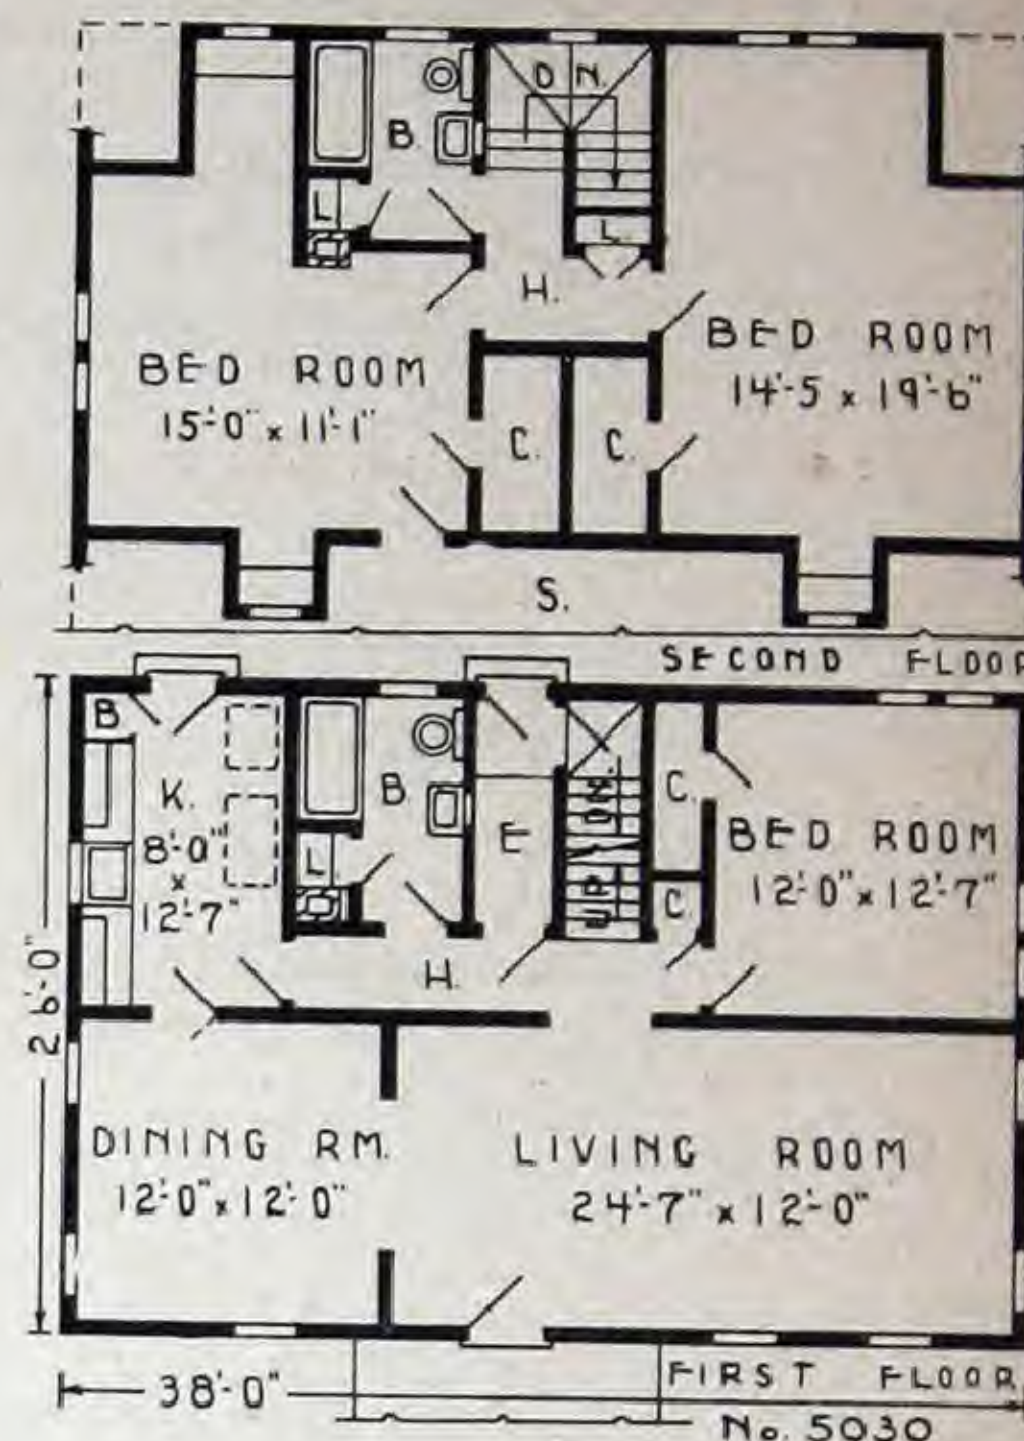 D N.
B.
L.
L.
H.
BED ROOM
15'-0" x 11'-1"
BED ROOM
14'-5 x 19'-6"
C.
C.
S.
SECOND FLOOR
B
K.
8'-0"
x
12'-7"
B.
L.
E
UP DN.
C.
C
BED ROOM
12'-0" x 12'-7"
H.
26'-0"
DINING RM.
12'-0" x 12'-0"
LIVING ROOM
24'-7" x 12'-0"
38'-0"
FIRST FLOOR
No. 5030